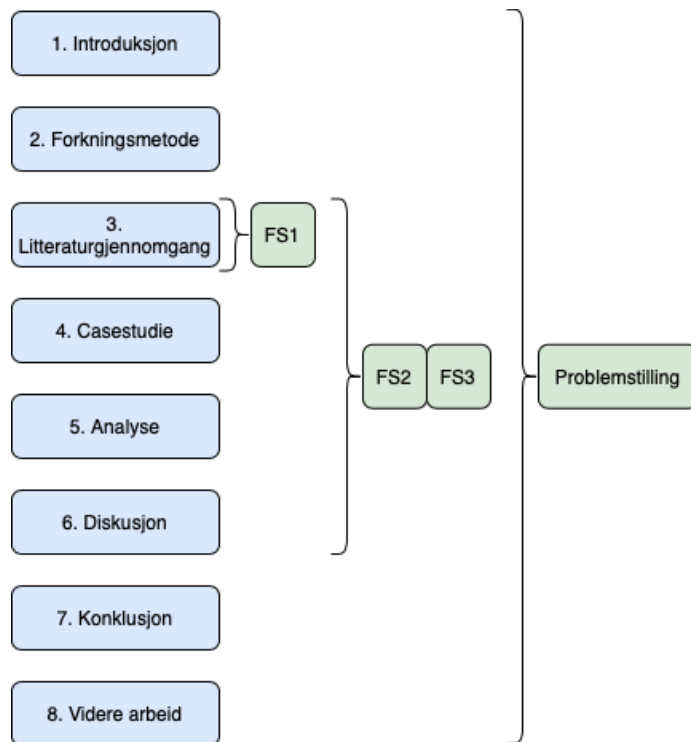 1. Introduksjon
2. Forkningsmetode
3.
Litteraturgjennomgang
FS1
4. Casestudie
FS2
FS3
Problemstilling
5. Analyse
6. Diskusjon
7. Konklusjon
8. Videre arbeid